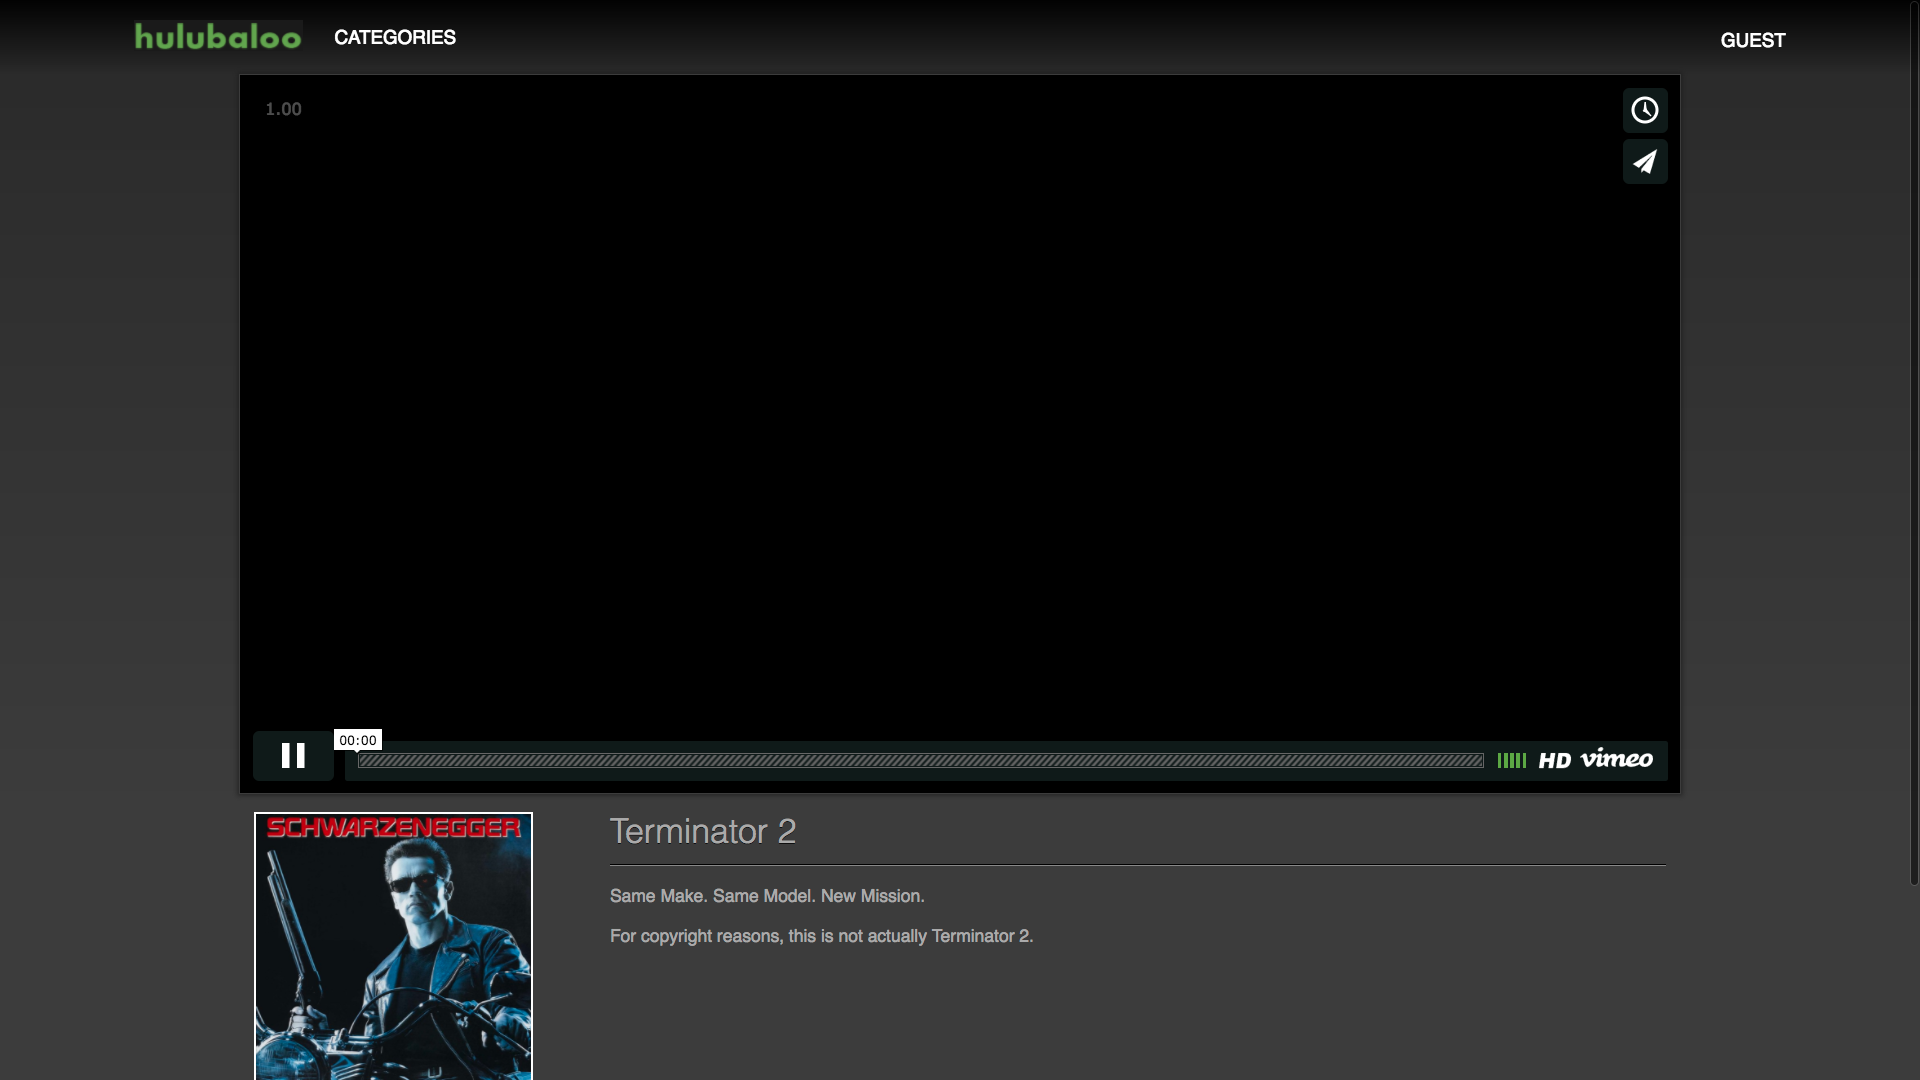 hulubaloo CATEGORIES GUEST
1.00
00:00
HD vimeo
SCHWARZENEGGER
Terminator 2
Same Make. Same Model. New Mission.
For copyright reasons, this is not actually Terminator 2.